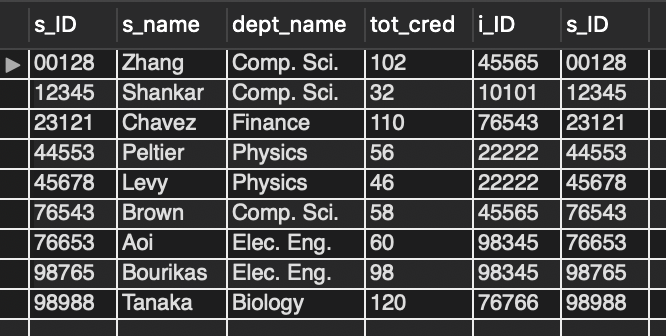 s_ID s_name dept_name tot_cred i_ID s_ID
00128 Zhang Comp. Sci. 102 45565 00128
12345 Shankar Comp. Sci. 32 10101 12345
23121 Chavez Finance 110 76543 23121
44553 Peltier Physics 56 22222 44553
45678 Levy Physics 46 22222 45678
76543 Brown Comp. Sci. 58 45565 76543
76653 Aoi Elec. Eng. 60 98345 76653
98765 Bourikas Elec. Eng. 98 98345 98765
98988 Tanaka Biology 120 76766 98988